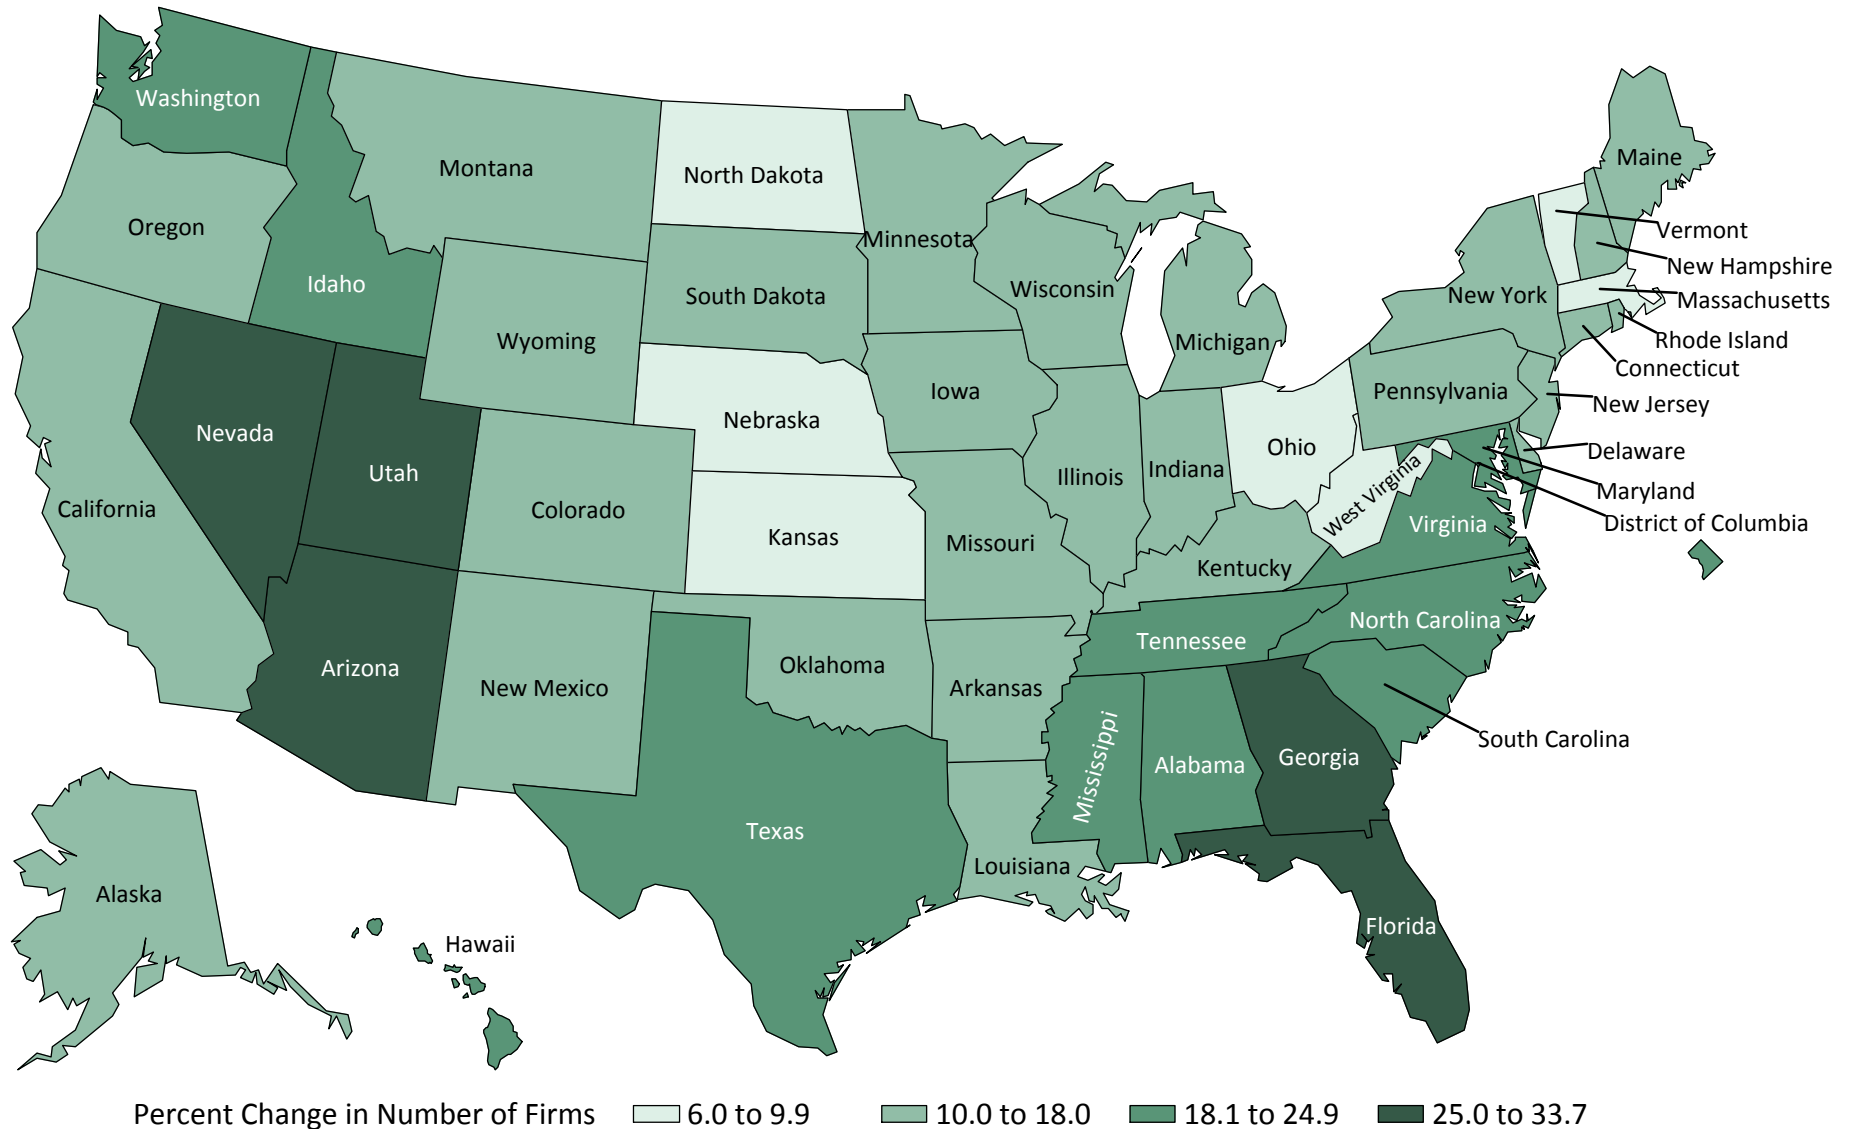 Washington
Montana
North Dakota
Maine
Oregon
Minnesota
Vermont
New Hampshire
Idaho
South Dakota
Wisconsin
New York
Massachusetts
Wyoming
Michigan
Rhode Island
Connecticut
Iowa
Pennsylvania
New Jersey
Nebraska
Nevada
Ohio
Delaware
Utah
Illinois
Indiana
West Virginia
Maryland
California
Colorado
Kansas
Missouri
Virginia
District of Columbia
Kentucky
North Carolina
Tennessee
Arizona
New Mexico
Oklahoma
Arkansas
South Carolina
Mississippi
Alabama
Georgia
Texas
Louisiana
Alaska
Hawaii
Florida
Percent Change in Number of Firms 6.0 to 9.9 10.0 to 18.0 18.1 to 24.9 25.0 to 33.7